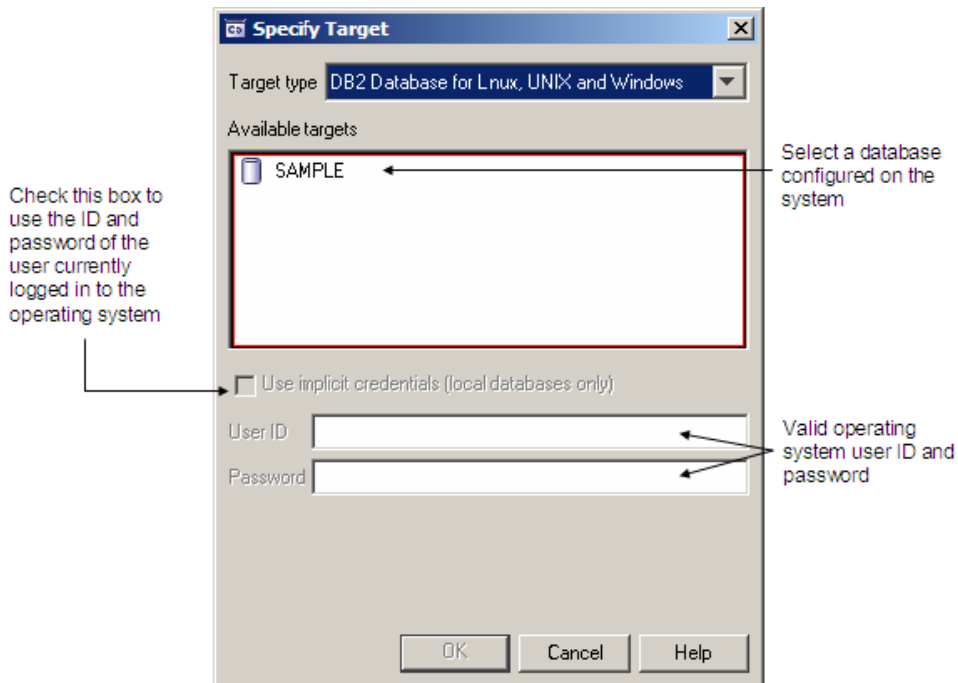 Specify Target
Target type DB2 Database for Lnux, UNIX and Windows
Available targets
SAMPLE
Select a database
configured on the
system
Check this box to
use the ID and
password of the
user currently
logged in to the
operating system
Use implicit credentials (local databases only)
User ID
Password
Valid operating
system user ID and
password
OK Cancel Help